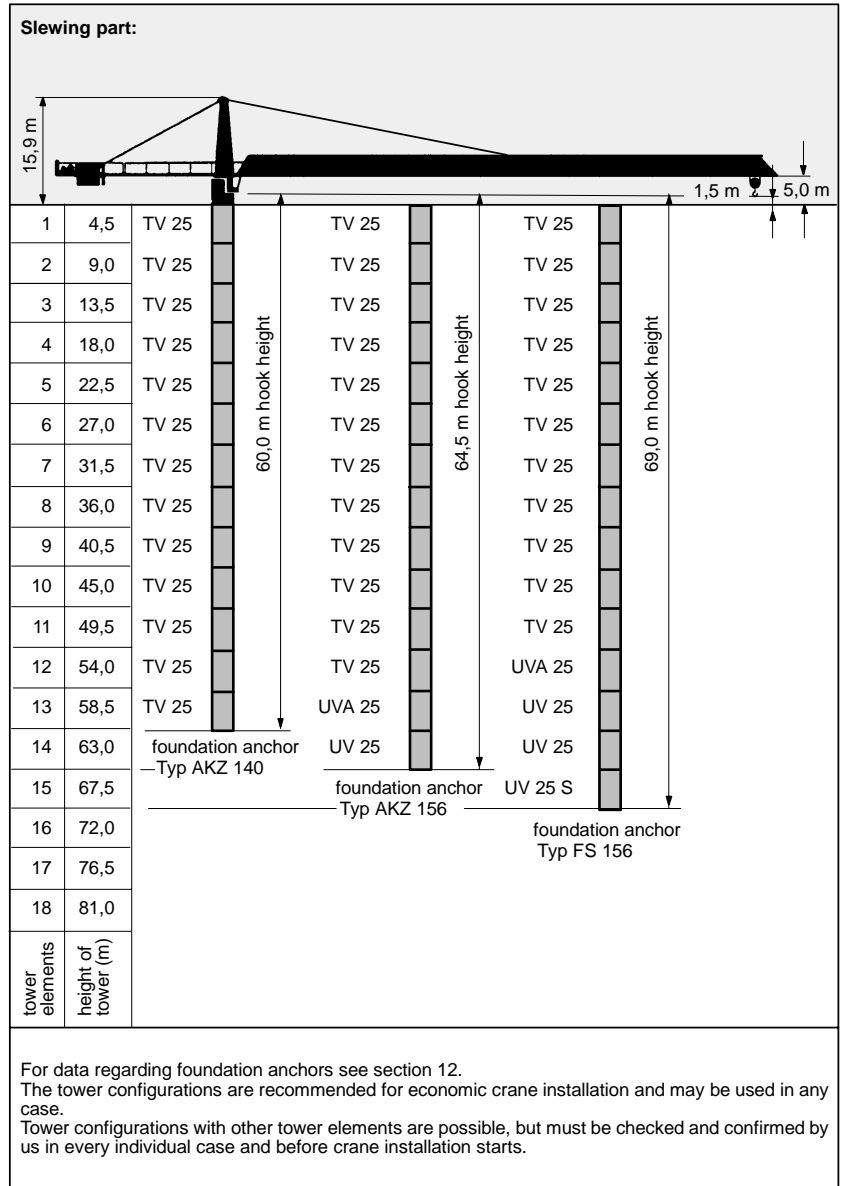 Slewing part:
15,9 m
1,5 m 5,0 m
1 4,5 TV 25 TV 25 TV 25
2 9,0 TV 25 TV 25 TV 25
3 13,5 TV 25 TV 25 TV 25
4 18,0 TV 25 TV 25 TV 25
5 22,5 TV 25 TV 25 TV 25
6 27,0 TV 25 TV 25 TV 25
7 31,5 TV 25 TV 25 TV 25
8 36,0 TV 25 TV 25 TV 25
9 40,5 TV 25 TV 25 TV 25
10 45,0 TV 25 TV 25 TV 25
11 49,5 TV 25 TV 25 TV 25
12 54,0 TV 25 TV 25 UVA 25
13 58,5 TV 25 UVA 25 UV 25
14 63,0 foundation anchor UV 25 UV 25
Typ AKZ 140
15 67,5 foundation anchor UV 25 S
Typ AKZ 156
16 72,0 foundation anchor
Typ FS 156
17 76,5
18 81,0
60,0 m hook height
64,5 m hook height
69,0 m hook height
tower
elements
height of
tower (m)
For data regarding foundation anchors see section 12.
The tower configurations are recommended for economic crane installation and may be used in any
case.
Tower configurations with other tower elements are possible, but must be checked and confirmed by
us in every individual case and before crane installation starts.